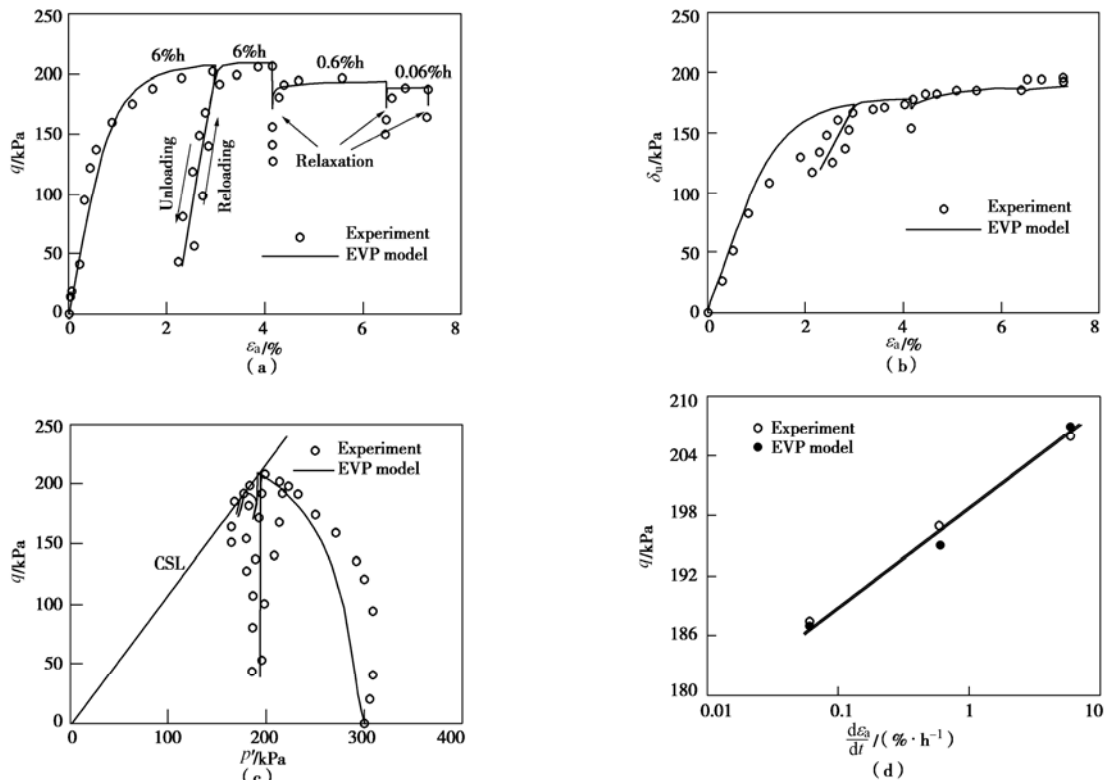 250
200
150
100
50
0
q/kPa
6%h
6%h
0.6%h
0.06%h
Unloading
Reloading
Relaxation
Experiment
EVP model
0 2 4 6 8
εa/%
(a)
250
200
150
100
50
0
δu/kPa
Experiment
EVP model
0 2 4 6 8
εa/%
(b)
250
200
150
100
50
0
q/kPa
Experiment
EVP model
CSL
0 100 200 300 400
p'/kPa
(c)
210
204
198
192
186
180
q/kPa
Experiment
EVP model
0.01 0.1 1 10
dεa/dt /(%·h⁻¹)
(d)